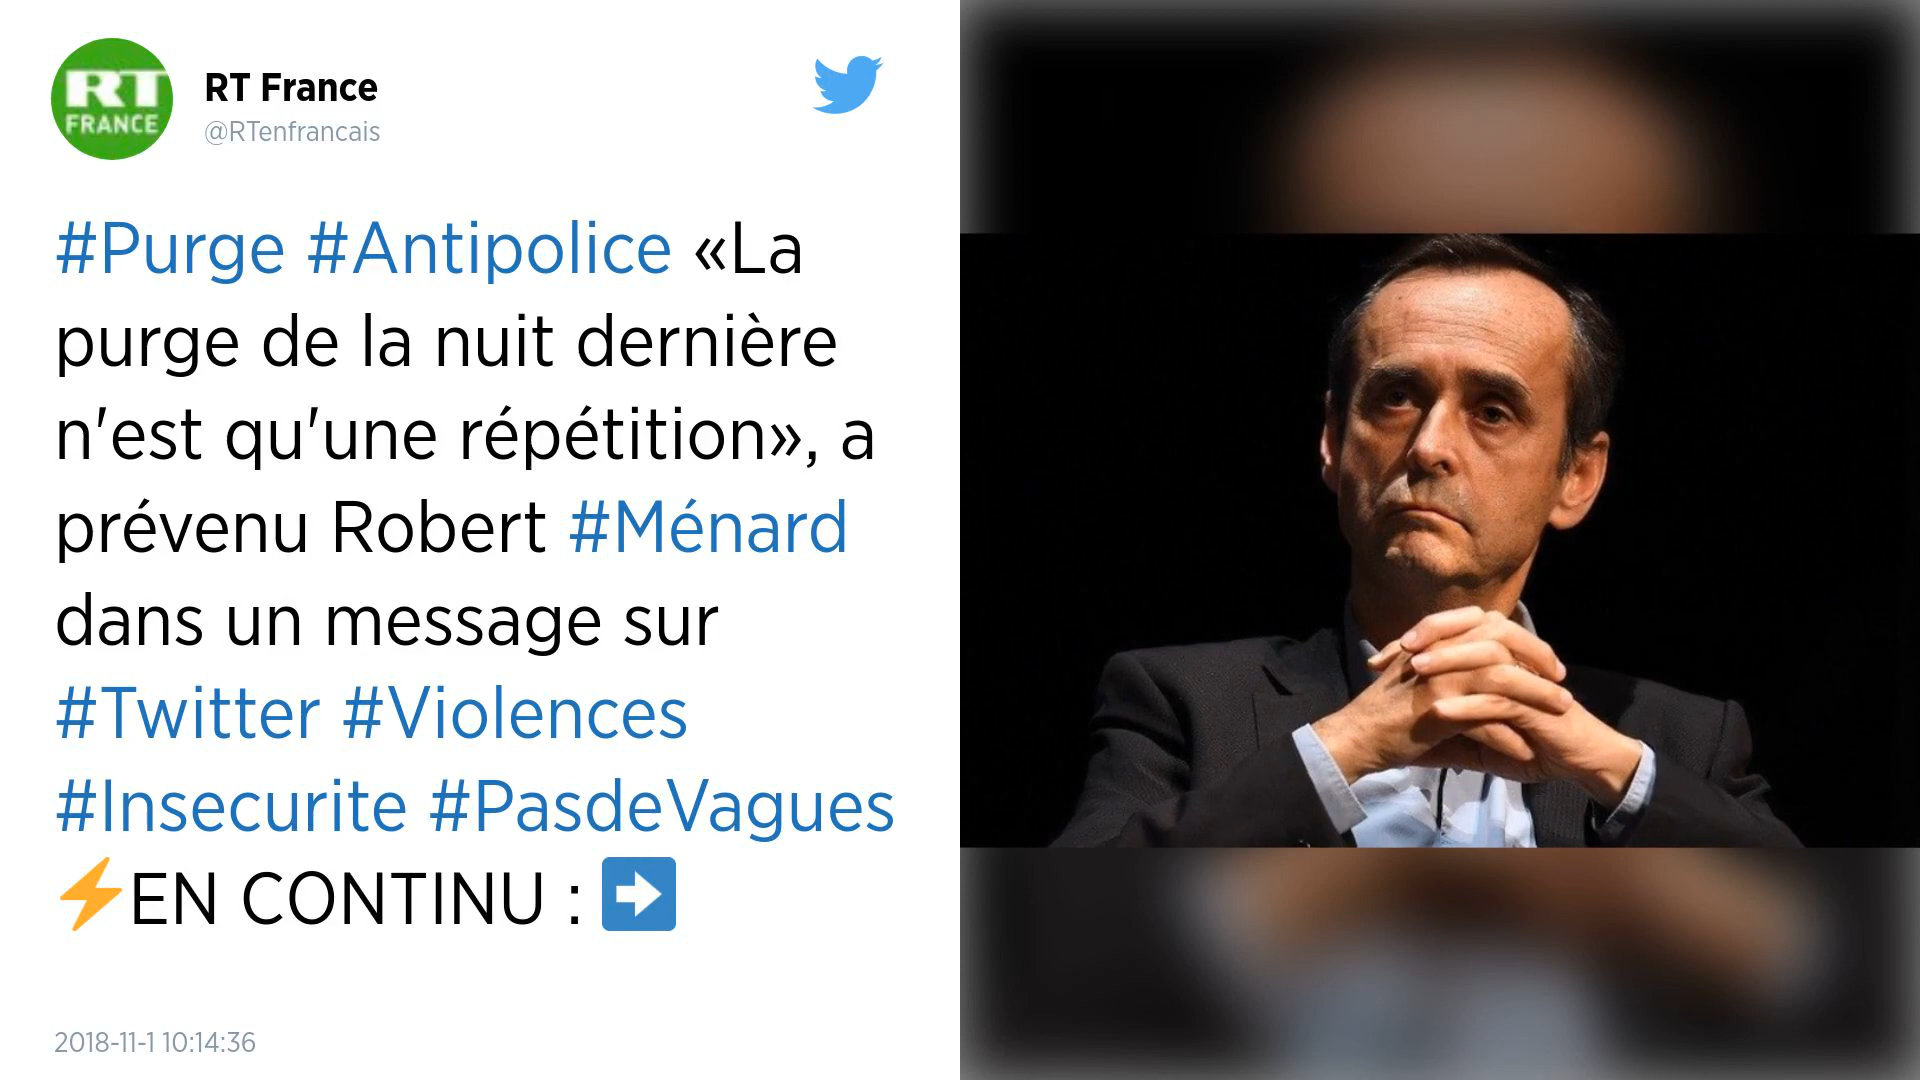 RT
FRANCE
RT France
@RTenfrancais
#Purge #Antipolice «La
purge de la nuit dernière
n'est qu'une répétition», a
prévenu Robert #Ménard
dans un message sur
#Twitter #Violences
#Insecurite #PasdeVagues
⚡EN CONTINU : ➡
2018-11-1 10:14:36